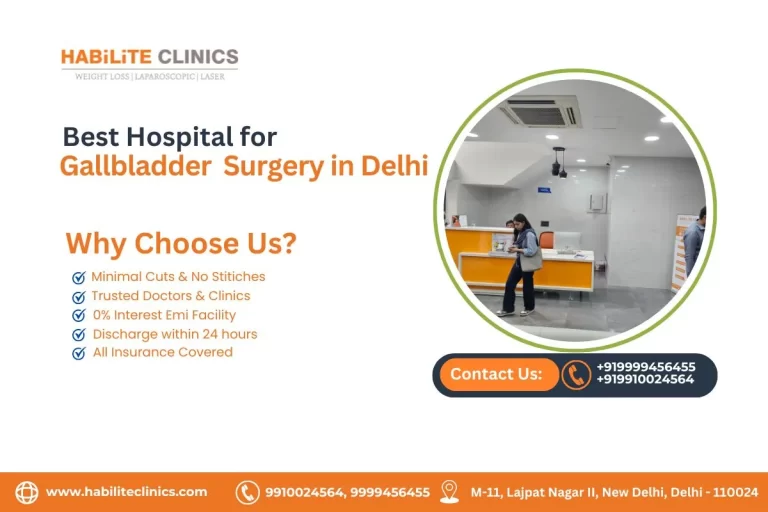 HABiLiTE CLINICS
WEIGHT LOSS | LAPAROSCOPIC | LASER
Best Hospital for
Gallbladder Surgery in Delhi
Why Choose Us?
Minimal Cuts & No Stitiches
Trusted Doctors & Clinics
0% Interest Emi Facility
Discharge within 24 hours
All Insurance Covered
Contact Us:
+919999456455
+919910024564
www.habiliteclinics.com
9910024564, 9999456455
M-11, Lajpat Nagar II, New Delhi, Delhi - 110024